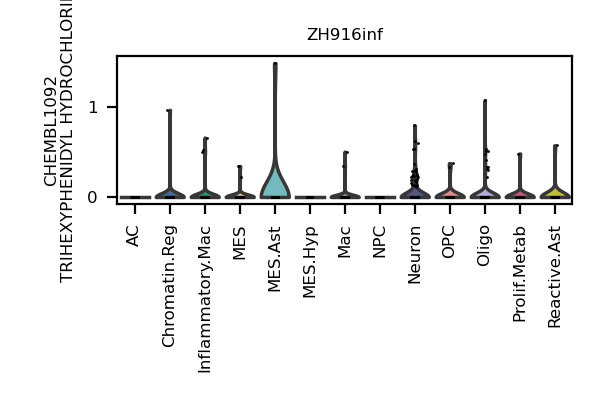 ZH916inf
CHEMBL1092
TRIHEXYPHENIDYL
1
0
AC
Chromatin.Reg
Inflammatory.Mac
MES
MES.Ast
MES.Hyp
Mac
NPC
Neuron
OPC
Oligo
Prolif.Metab
Reactive.Ast